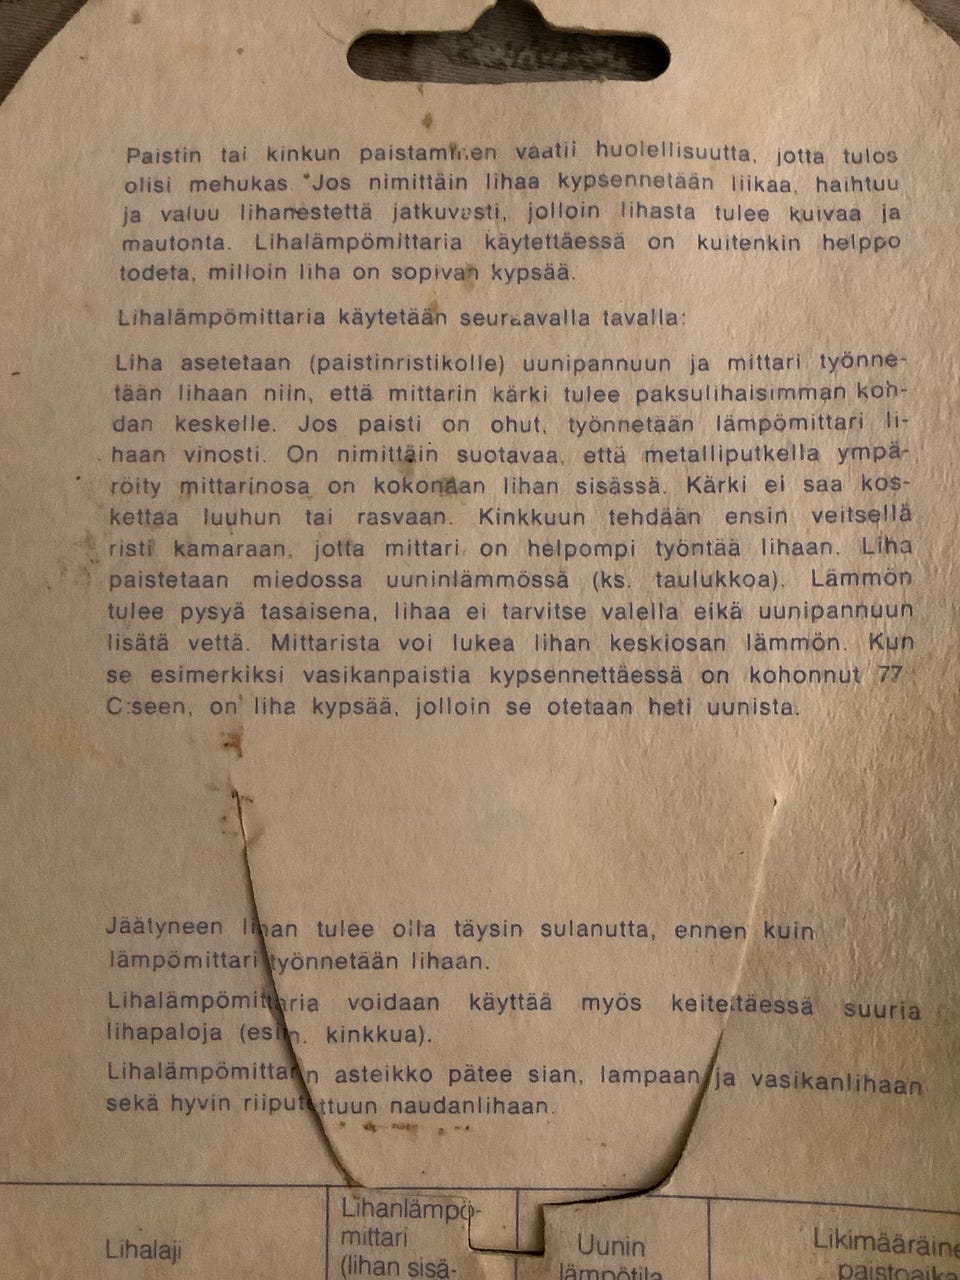 Paistin tai kinkun paistaminen vaatii huolellisuutta, jotta tulos
olisi mehukas. Jos nimittäin lihaa kypsennetään liikaa, haihtuu
ja valuu lihanestettä jatkuvasti, jolloin lihasta tulee kuivaa ja
mautonta. Lihalämpömittaria käytettäessä on kuitenkin helppo
todeta, milloin liha on sopivan kypsää.
Lihalämpömittaria käytetään seuraavalla tavalla:
Liha asetetaan (paistinristikolle) uunipannuun ja mittari työnne-
tään lihaan niin, että mittarin kärki tulee paksulihaisimman koh-
dan keskelle. Jos paisti on ohut, työnnetään lämpömittari li-
haan vinosti. On nimittäin suotavaa, että metalliputkella ympä-
röity mittarinosa on kokonaan lihan sisässä. Kärki ei saa kos-
kettaa luuhun tai rasvaan. Kinkkuun tehdään ensin veitsellä
risti kamaraan, jotta mittari on helpompi työntää lihaan. Liha
paistetaan miedossa uuninlämmössä (ks. taulukkoa). Lämmön
tulee pysyä tasaisena, lihaa ei tarvitse valella eikä uunipannuun
lisätä vettä. Mittarista voi lukea lihan keskiosan lämmön. Kun
se esimerkiksi vasikanpaistia kypsennettäessä on kohonnut 77
C:seen, on liha kypsää, jolloin se otetaan heti uunista.
Jäätyneen lihan tulee olla täysin sulanutta, ennen kuin
lämpömittari työnnetään lihaan.
Lihalämpömittaria voidaan käyttää myös keitettäessä suuria
lihapaloja (esim. kinkkua).
Lihalämpömittarin asteikko pätee sian, lampaan ja vasikanlihaan
sekä hyvin riiputettuun naudanlihaan.
Lihalaji
Lihanlämpö-
mittari
(lihan sisä-
Uunin
lämpötila
Likimääräine
paistoaika